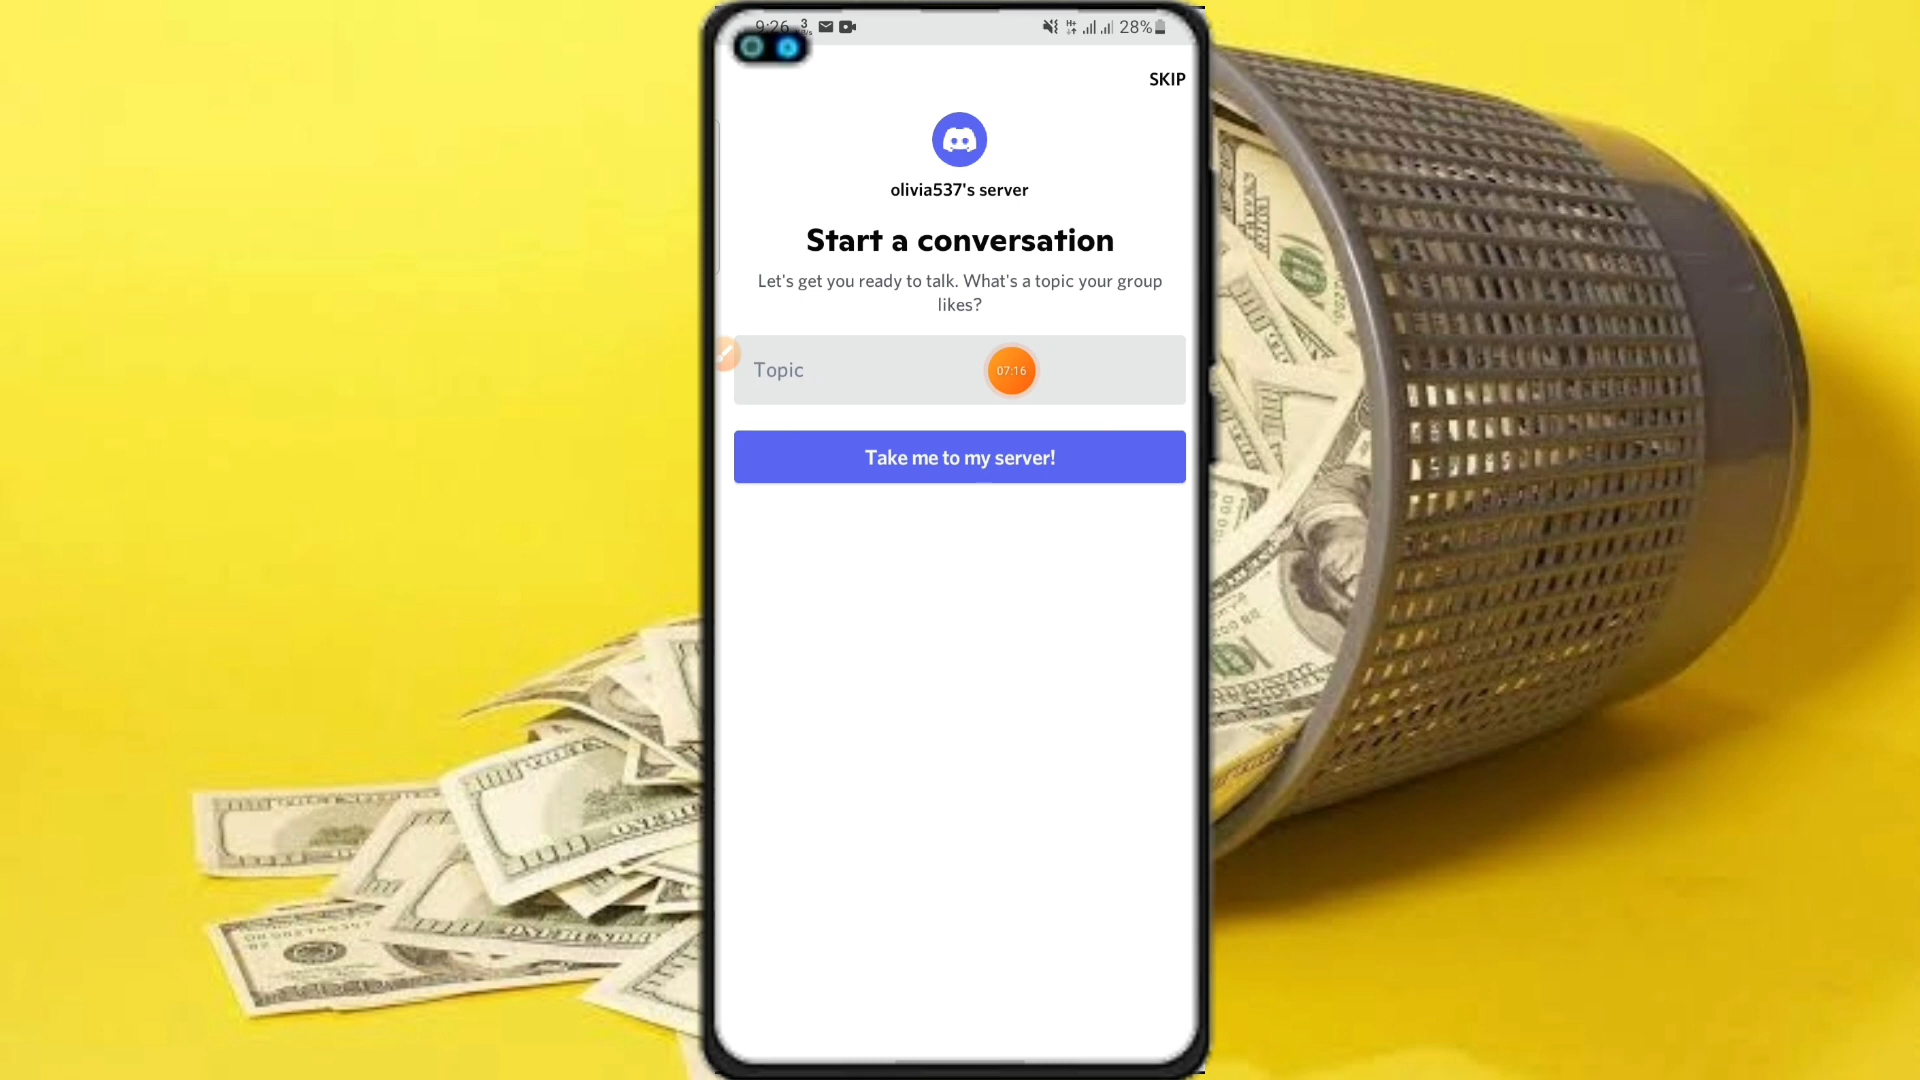 9:26 3 28%
SKIP
olivia537's server
Start a conversation
Let's get you ready to talk. What's a topic your group
likes?
Topic 07:16
Take me to my server!